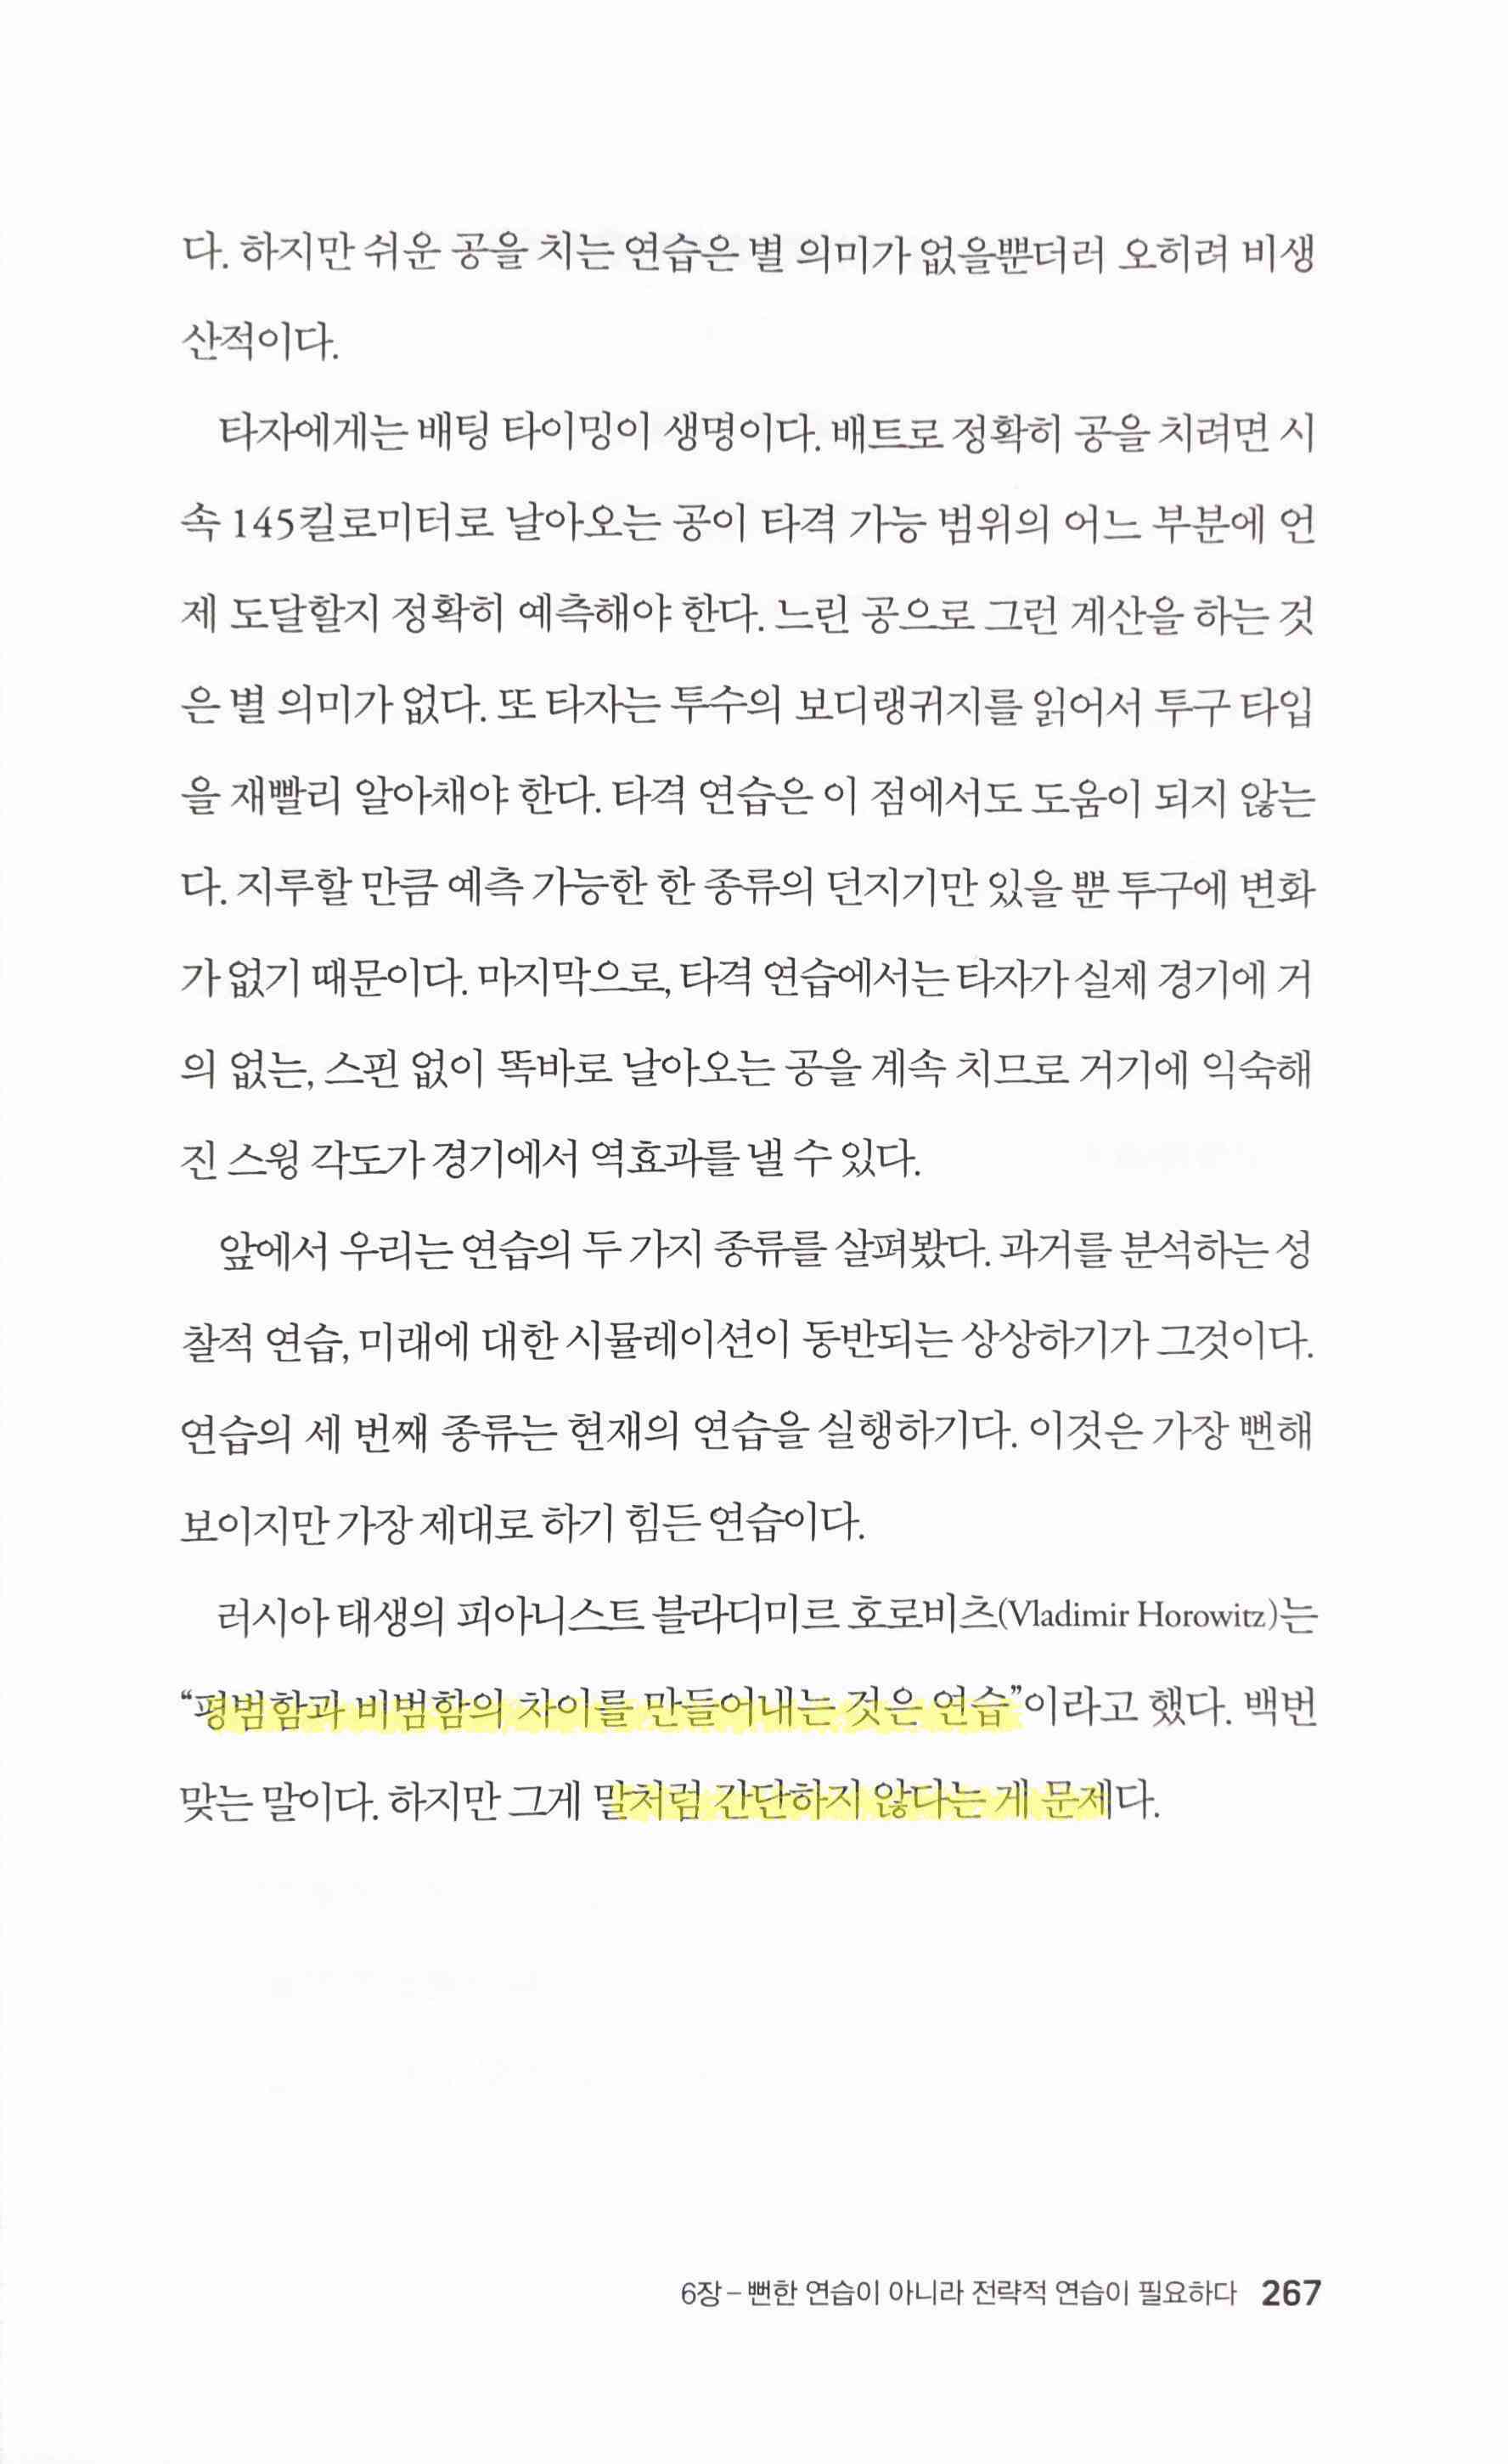 다. 하지만 쉬운 공을 치는 연습은 별 의미가 없을뿐더러 오히려 비생
산적이다.
타자에게는 배팅 타이밍이 생명이다. 배트로 정확히 공을 치려면 시
속 145킬로미터로 날아오는 공이 타격 가능 범위의 어느 부분에 언
제 도달할지 정확히 예측해야 한다. 느린 공으로 그런 계산을 하는 것
은 별 의미가 없다. 또 타자는 투수의 보디랭귀지를 읽어서 투구 타입
을 재빨리 알아채야 한다. 타격 연습은 이 점에서도 도움이 되지 않는
다. 지루할 만큼 예측 가능한 한 종류의 던지기만 있을 뿐 투구에 변화
가 없기 때문이다. 마지막으로, 타격 연습에서는 타자가 실제 경기에 거
의 없는, 스핀 없이 똑바로 날아오는 공을 계속 치므로 거기에 익숙해
진 스윙 각도가 경기에서 역효과를 낼 수 있다.
앞에서 우리는 연습의 두 가지 종류를 살펴봤다. 과거를 분석하는 성
찰적 연습, 미래에 대한 시뮬레이션이 동반되는 상상하기가 그것이다.
연습의 세 번째 종류는 현재의 연습을 실행하기다. 이것은 가장 뻔해
보이지만 가장 제대로 하기 힘든 연습이다.
러시아 태생의 피아니스트 블라디미르 호로비츠(Vladimir Horowitz)는
“평범함과 비범함의 차이를 만들어내는 것은 연습”이라고 했다. 백번
맞는 말이다. 하지만 그게 말처럼 간단하지 않다는 게 문제다.
6장 – 뻔한 연습이 아니라 전략적 연습이 필요하다 267